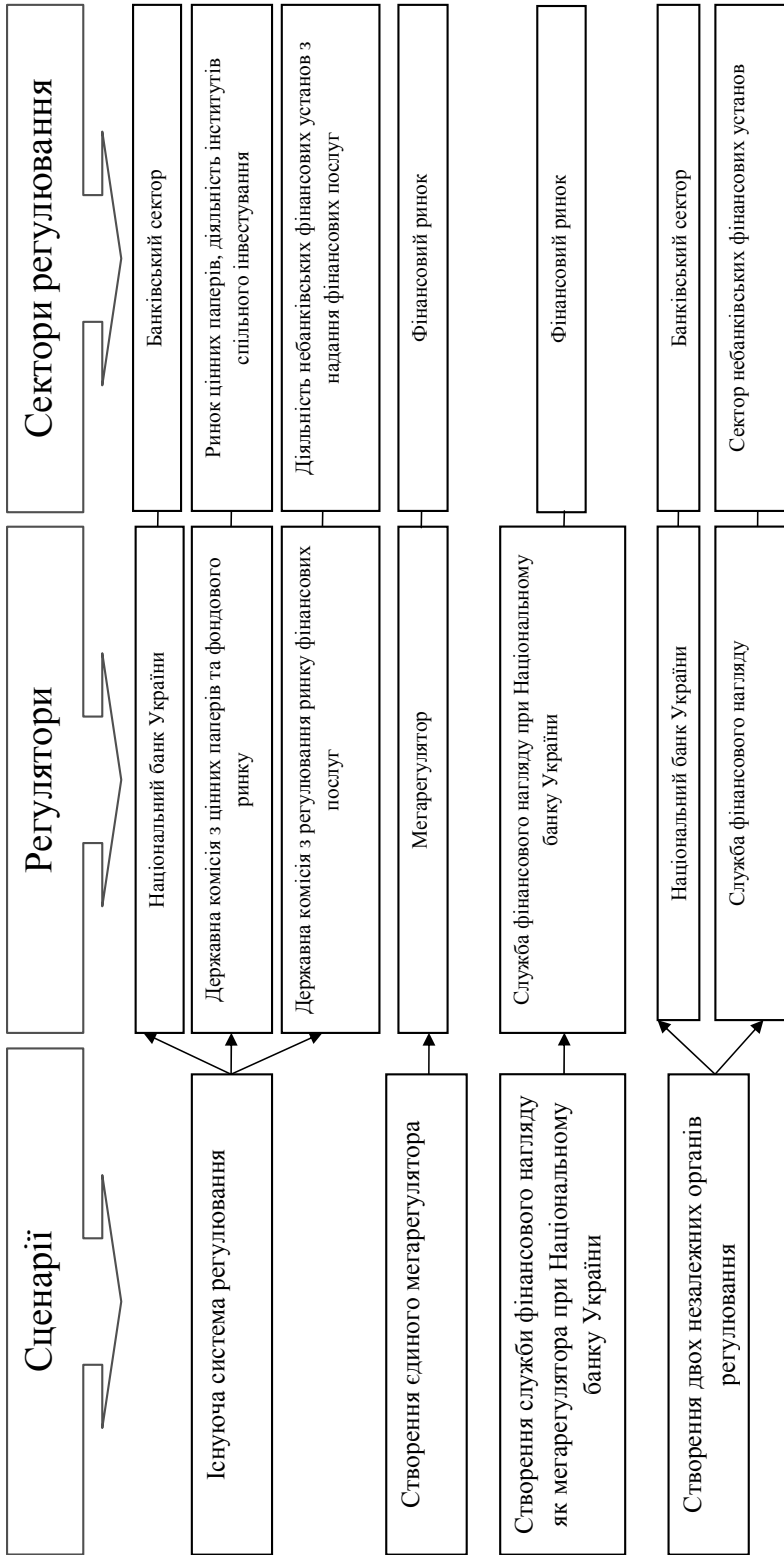 Сценарії
Регулятори
Сектори регулювання
Існуюча система регулювання
Національний банк України
Банківський сектор
Державна комісія з цінних паперів та фондового
ринку
Ринок цінних паперів, діяльність інститутів
спільного інвестування
Державна комісія з регулювання ринку фінансових
послуг
Діяльність небанківських фінансових установ з
надання фінансових послуг
Створення єдиного мегарегулятора
Мегарегулятор
Фінансовий ринок
Створення служби фінансового нагляду
як мегарегулятора при Національному
банку України
Служба фінансового нагляду при Національному
банку України
Фінансовий ринок
Створення двох незалежних органів
регулювання
Національний банк України
Банківський сектор
Служба фінансового нагляду
Сектор небанківських фінансових установ